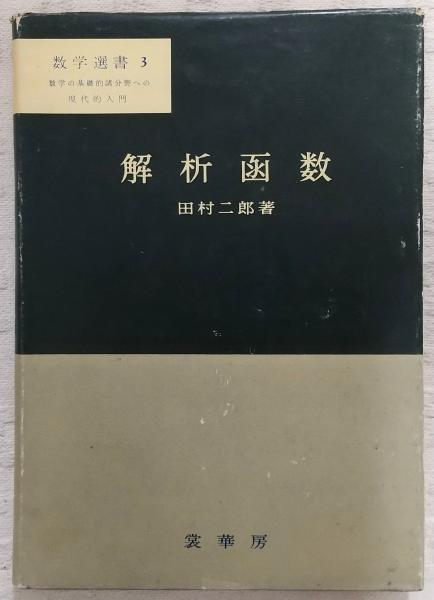 数学選書 3
数学の基礎的諸分野への
現代的入門
解析函数
田村二郎著
裳華房